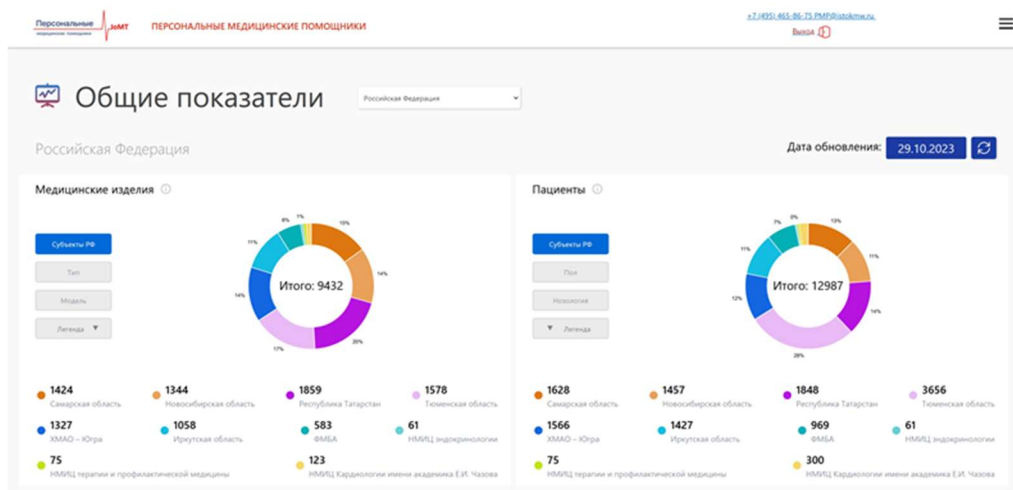 Персональные
медицинские помощники
IoMT
ПЕРСОНАЛЬНЫЕ МЕДИЦИНСКИЕ ПОМОЩНИКИ
+7 (495) 465-86-75 PMP@istokmw.ru
Выход
Общие показатели
Российская Федерация
Российская Федерация
Дата обновления: 29.10.2023
Медицинские изделия
Субъекты РФ
Тип
Модель
Легенда
Итого: 9432
15%
14%
20%
17%
14%
11%
6%
1%
1424
Самарская область
1344
Новосибирская область
1859
Республика Татарстан
1578
Тюменская область
1327
ХМАО – Югра
1058
Иркутская область
583
ФМБА
61
НМИЦ эндокринологии
75
НМИЦ терапии и профилактической медицины
123
НМИЦ Кардиологии имени академика Е.И. Чазова
Пациенты
Субъекты РФ
Пол
Нозология
Легенда
Итого: 12987
13%
11%
14%
28%
12%
11%
7%
0%
1628
Самарская область
1457
Новосибирская область
1848
Республика Татарстан
3656
Тюменская область
1566
ХМАО – Югра
1427
Иркутская область
969
ФМБА
61
НМИЦ эндокринологии
75
НМИЦ терапии и профилактической медицины
300
НМИЦ Кардиологии имени академика Е.И. Чазова